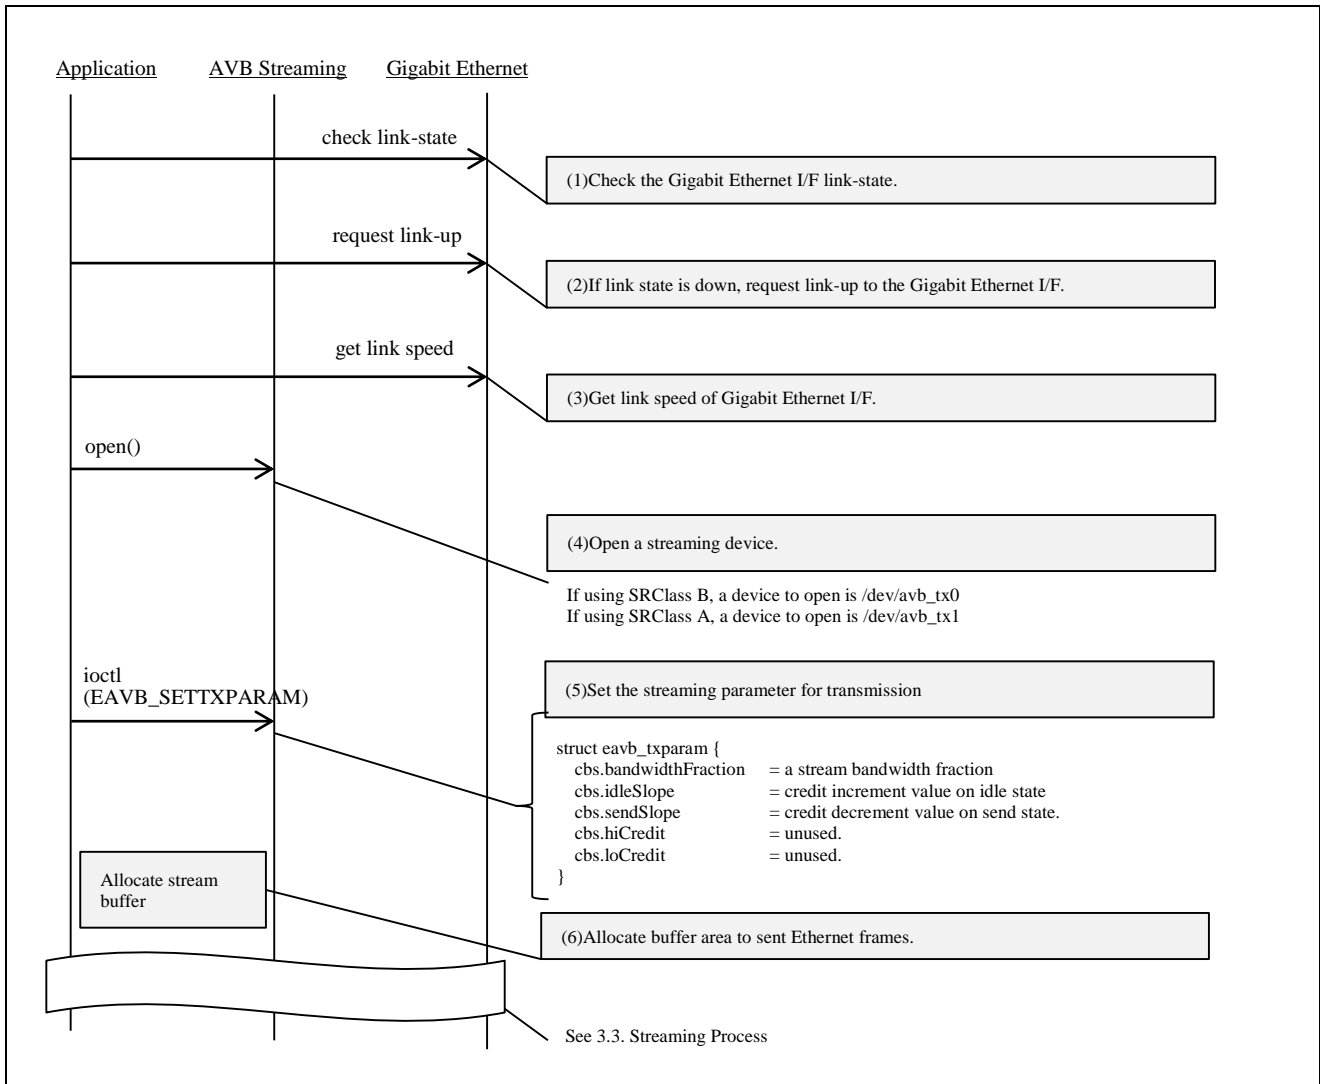 Application AVB Streaming Gigabit Ethernet
check link-state
(1)Check the Gigabit Ethernet I/F link-state.
request link-up
(2)If link state is down, request link-up to the Gigabit Ethernet I/F.
get link speed
(3)Get link speed of Gigabit Ethernet I/F.
open()
(4)Open a streaming device.
If using SRClass B, a device to open is /dev/avb_tx0
If using SRClass A, a device to open is /dev/avb_tx1
ioctl
(EAVB_SETTXPARAM)
(5)Set the streaming parameter for transmission
struct eavb_txparam {
cbs.bandwidthFraction = a stream bandwidth fraction
cbs.idleSlope = credit increment value on idle state
cbs.sendSlope = credit decrement value on send state.
cbs.hiCredit = unused.
cbs.loCredit = unused.
}
Allocate stream
buffer
(6)Allocate buffer area to sent Ethernet frames.
See 3.3. Streaming Process